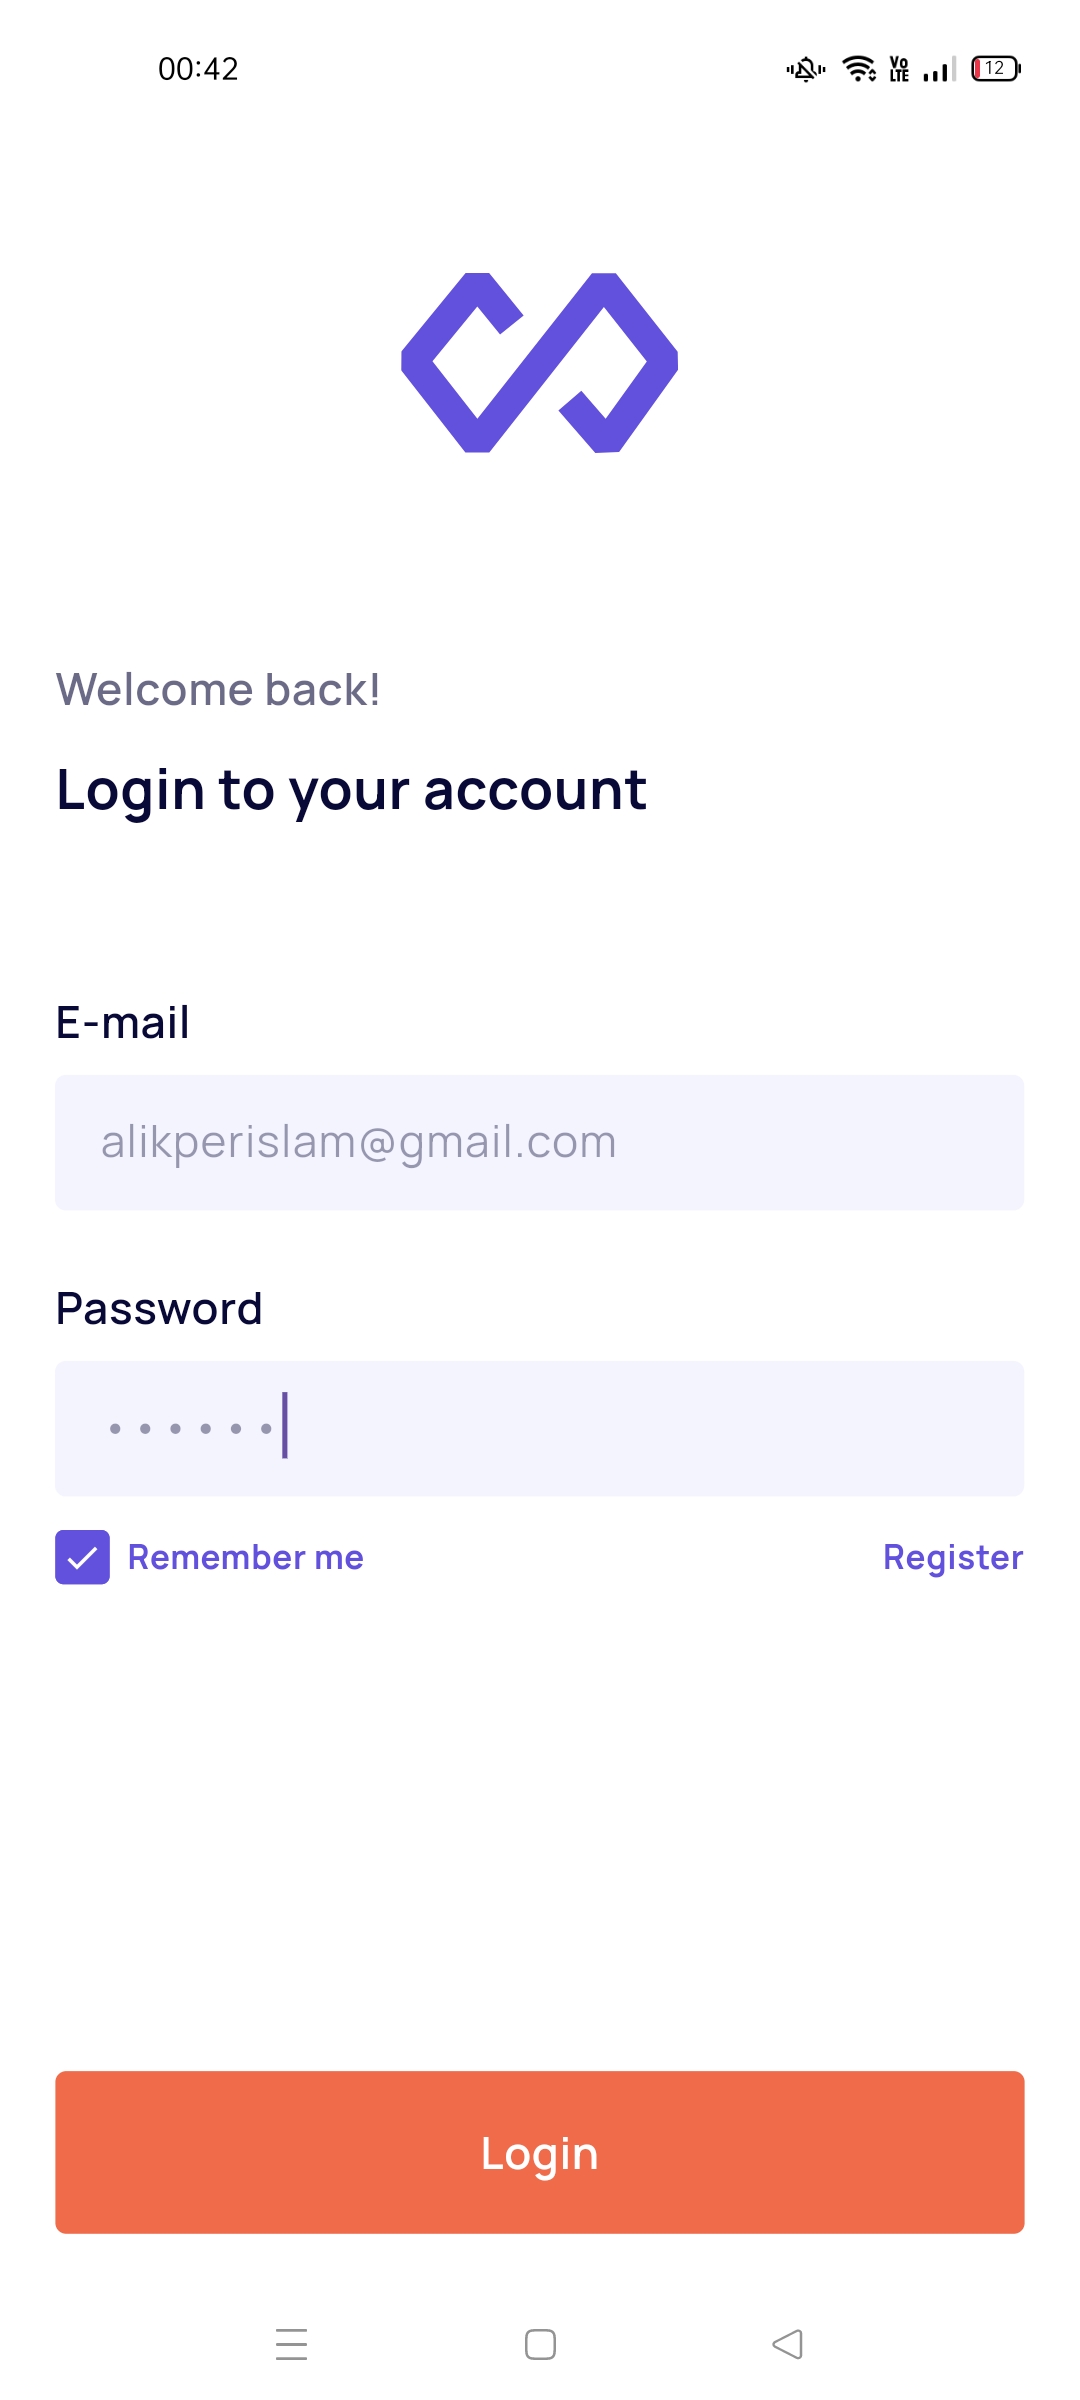 00:42
Vo
LTE
12
Welcome back!
Login to your account
E-mail
alikperislam@gmail.com
Password
Remember me
Register
Login